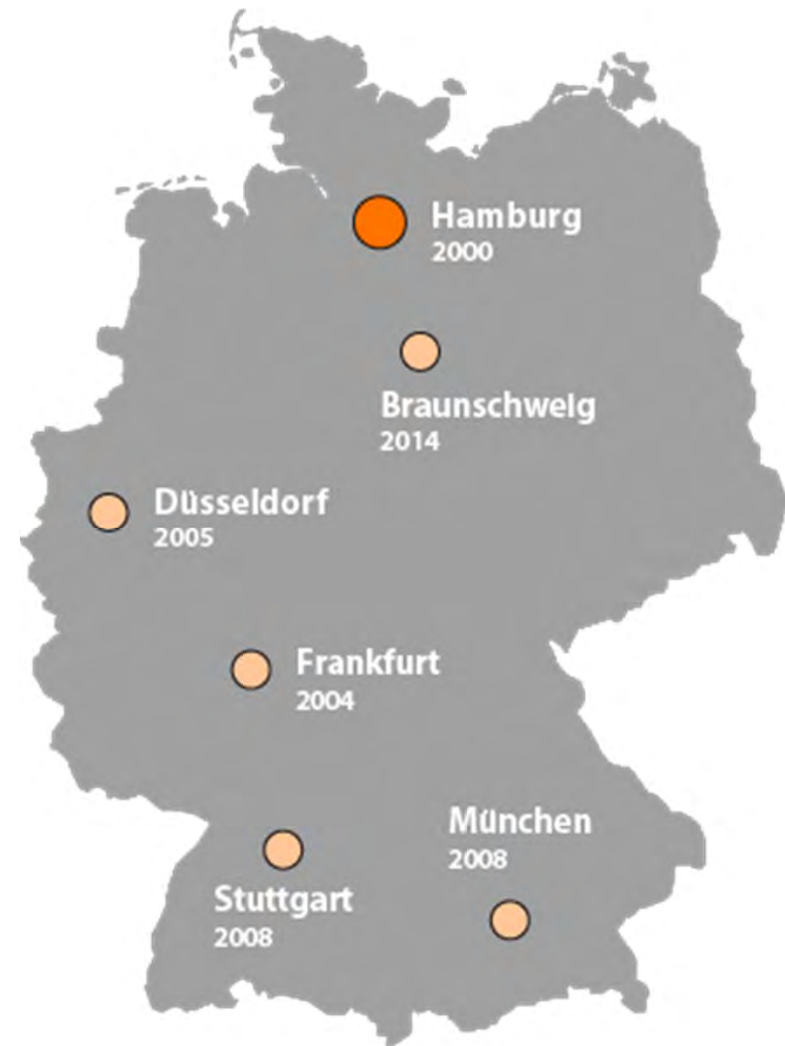 Hamburg
2000
Braunschweig
2014
Düsseldorf
2005
Frankfurt
2004
München
2008
Stuttgart
2008